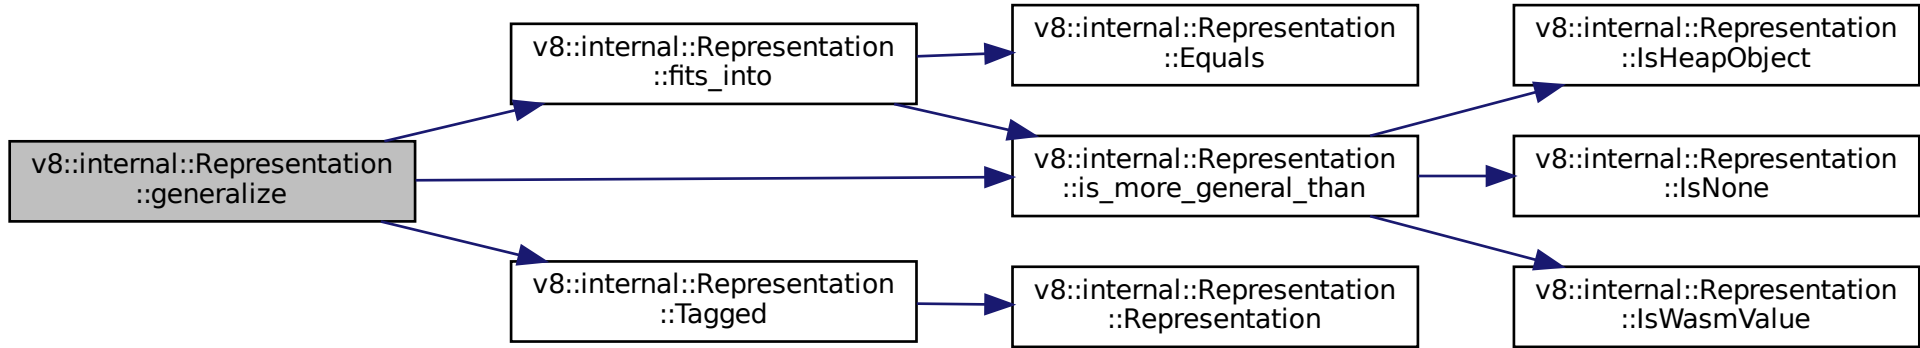 v8::internal::Representation
::generalize
v8::internal::Representation
::fits_into
v8::internal::Representation
::Tagged
v8::internal::Representation
::Equals
v8::internal::Representation
::is_more_general_than
v8::internal::Representation
::Representation
v8::internal::Representation
::IsHeapObject
v8::internal::Representation
::IsNone
v8::internal::Representation
::IsWasmValue